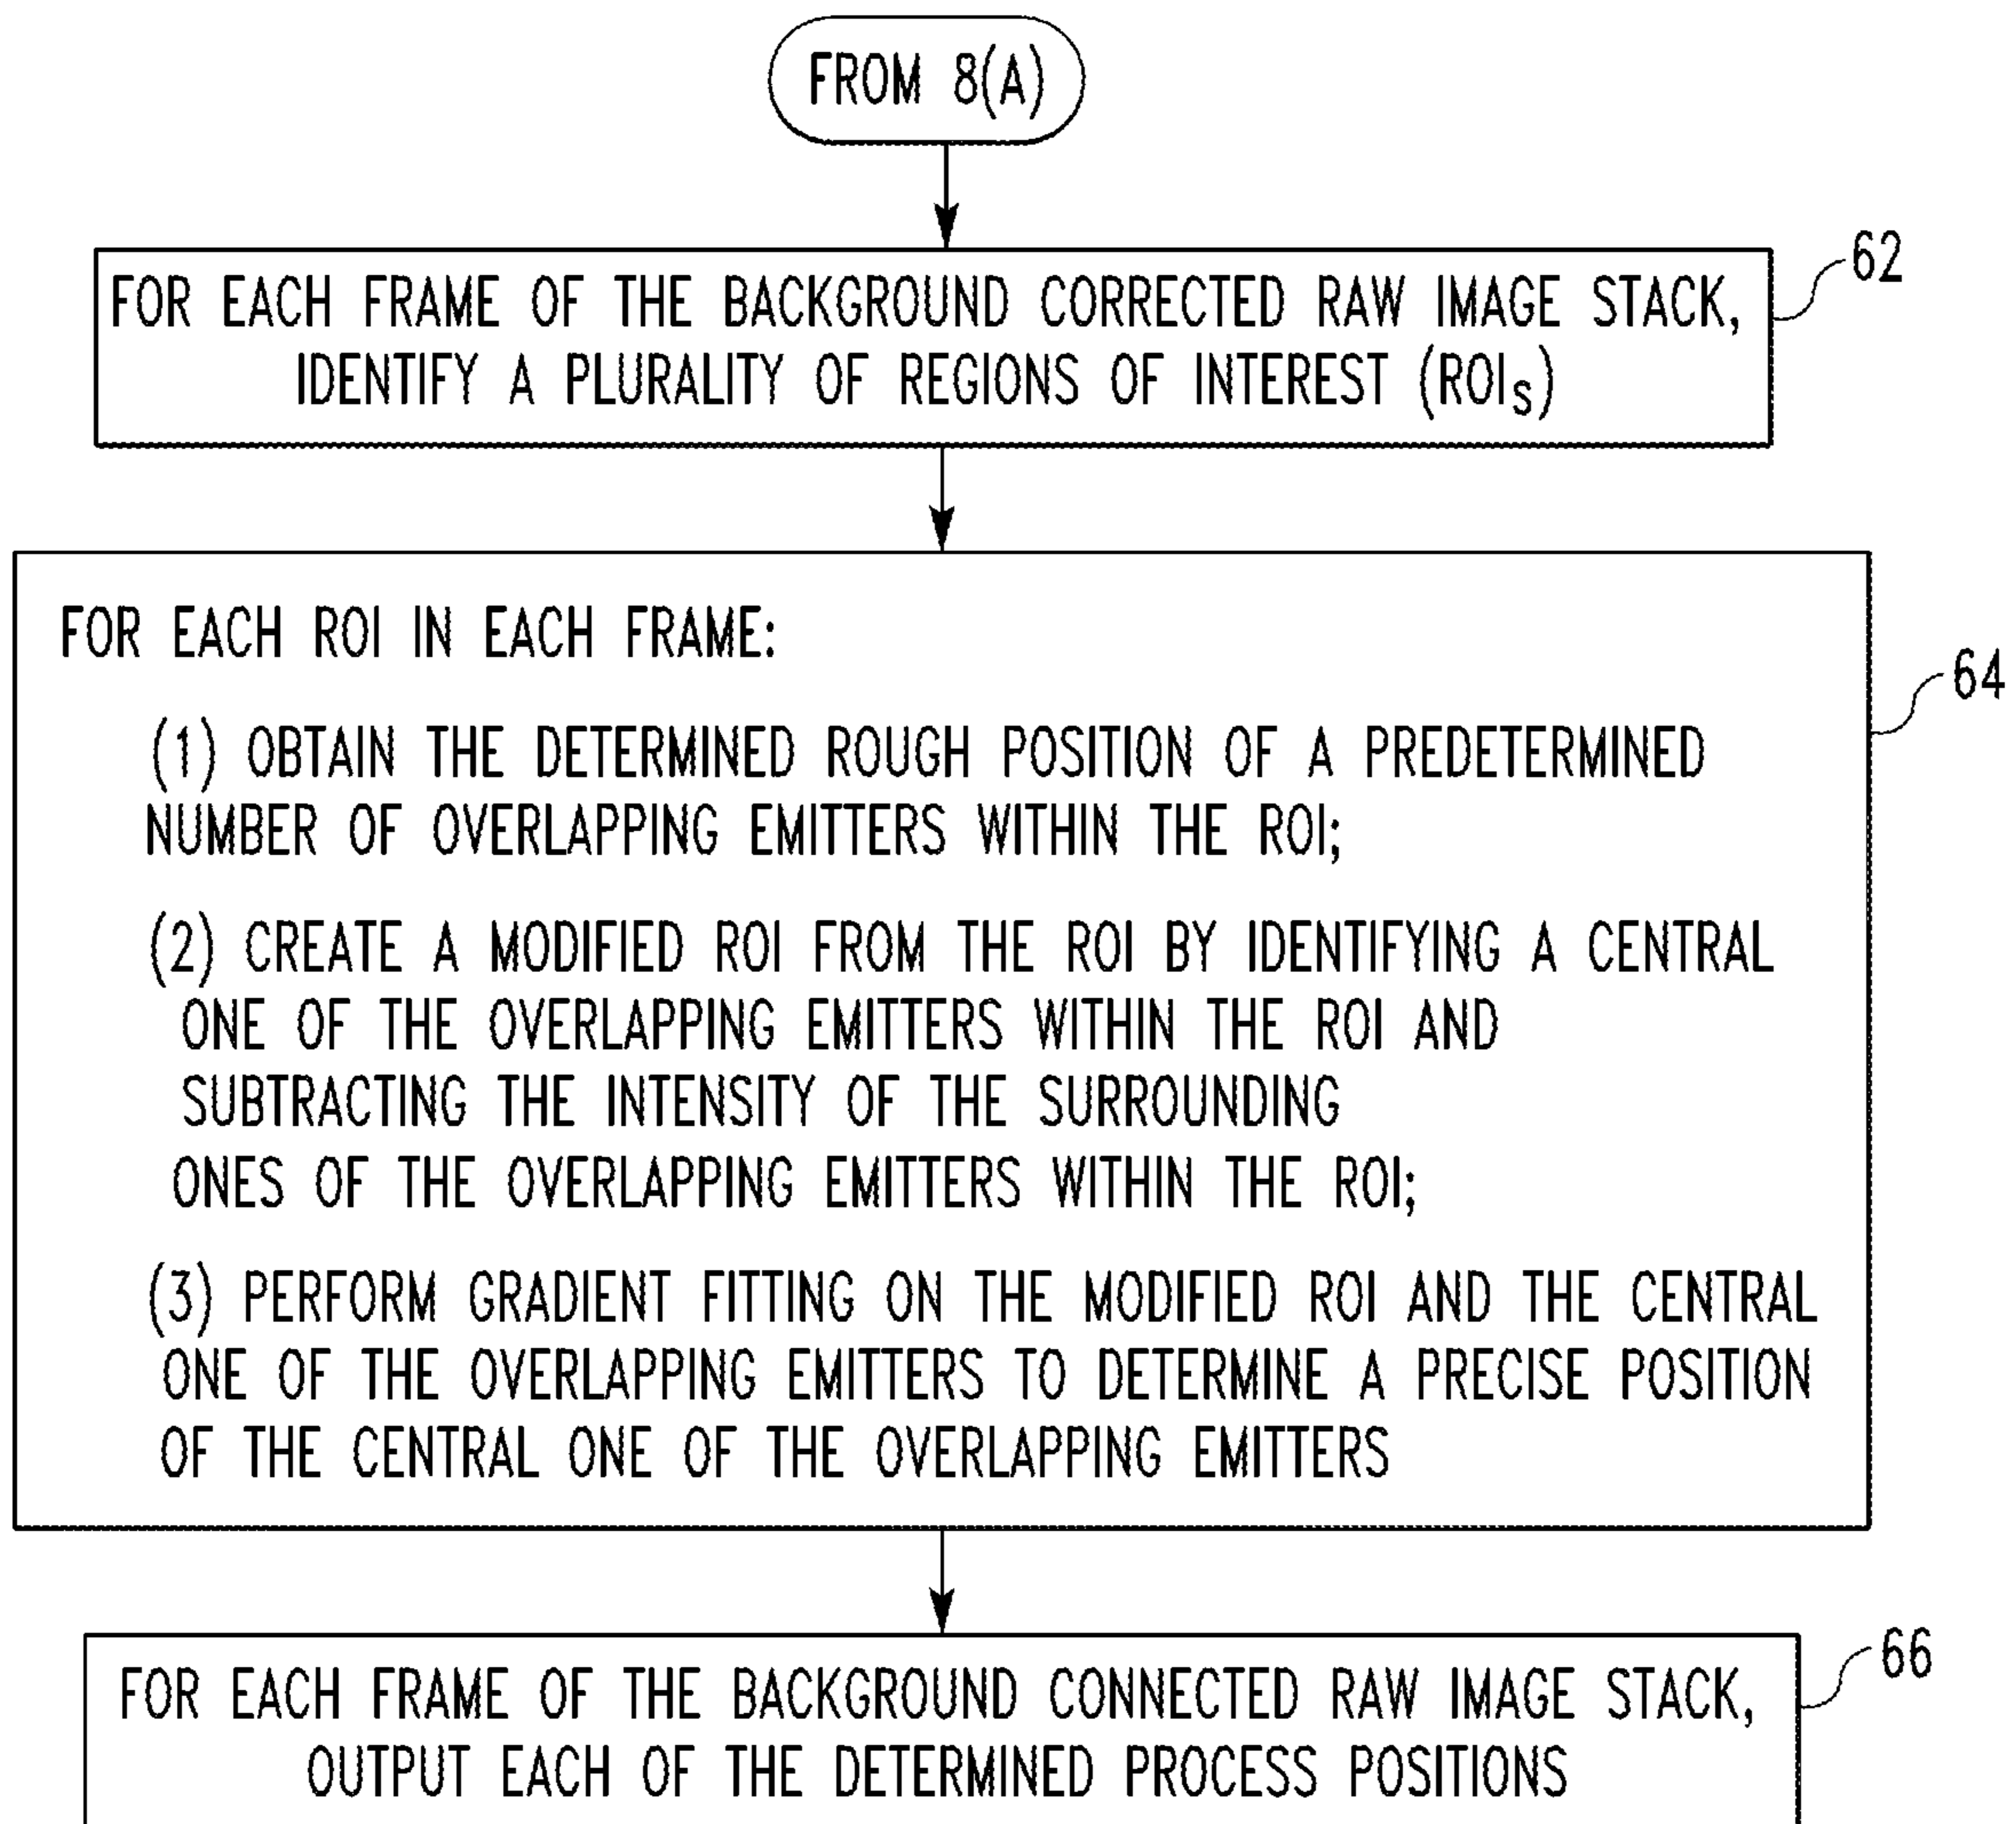 FROM 8(A)
FOR EACH FRAME OF THE BACKGROUND CORRECTED RAW IMAGE STACK,
IDENTIFY A PLURALITY OF REGIONS OF INTEREST (ROIs)
62
FOR EACH ROI IN EACH FRAME:
64
(1) OBTAIN THE DETERMINED ROUGH POSITION OF A PREDETERMINED
NUMBER OF OVERLAPPING EMITTERS WITHIN THE ROI;
(2) CREATE A MODIFIED ROI FROM THE ROI BY IDENTIFYING A CENTRAL
ONE OF THE OVERLAPPING EMITTERS WITHIN THE ROI AND
SUBTRACTING THE INTENSITY OF THE SURROUNDING
ONES OF THE OVERLAPPING EMITTERS WITHIN THE ROI;
(3) PERFORM GRADIENT FITTING ON THE MODIFIED ROI AND THE CENTRAL
ONE OF THE OVERLAPPING EMITTERS TO DETERMINE A PRECISE POSITION
OF THE CENTRAL ONE OF THE OVERLAPPING EMITTERS
66
FOR EACH FRAME OF THE BACKGROUND CONNECTED RAW IMAGE STACK,
OUTPUT EACH OF THE DETERMINED PROCESS POSITIONS